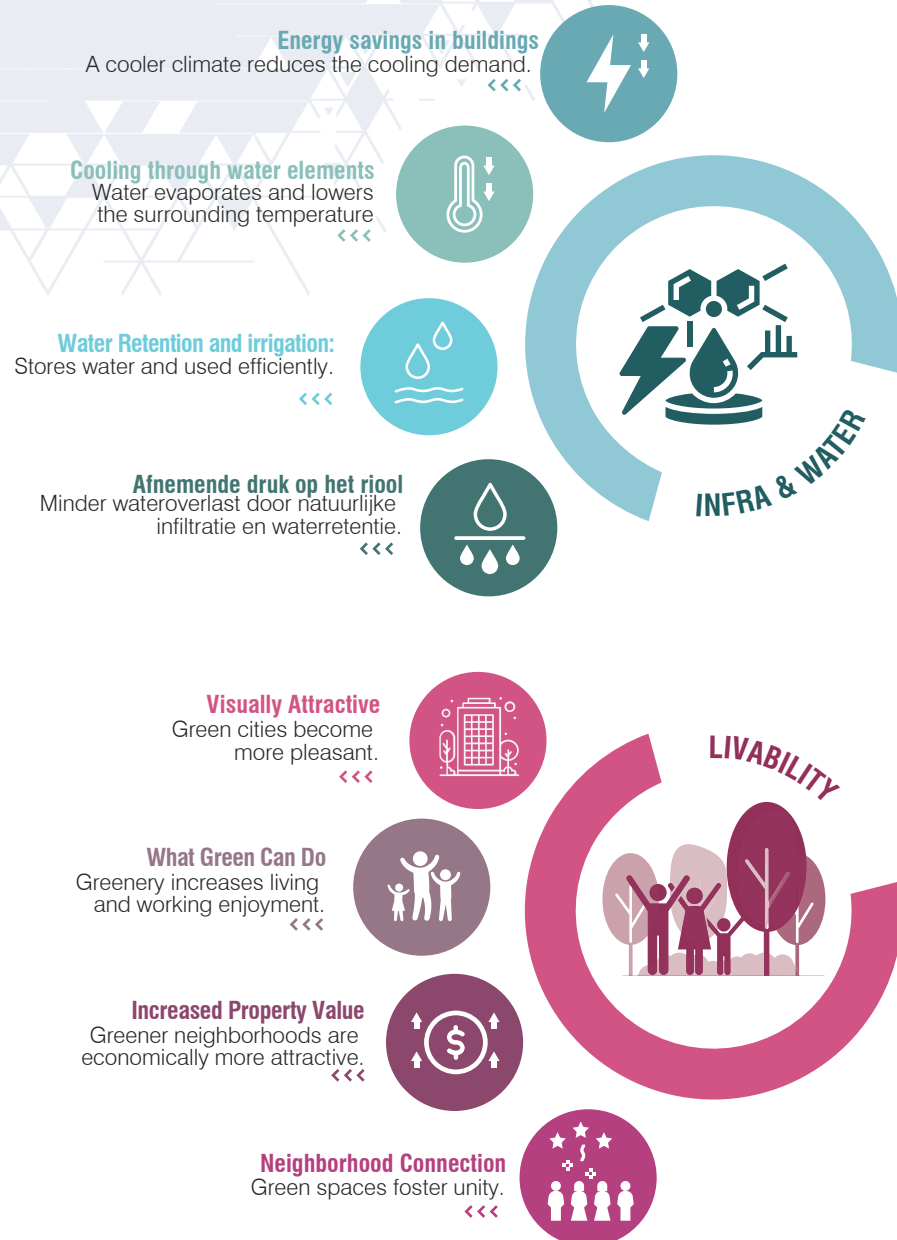 Energy savings in buildings
A cooler climate reduces the cooling demand.
Cooling through water elements
Water evaporates and lowers
the surrounding temperature
Water Retention and irrigation:
Stores water and used efficiently.
Afnemende druk op het riool
Minder wateroverlast door natuurlijke
infiltratie en waterretentie.
INFRA & WATER
Visually Attractive
Green cities become
more pleasant.
LIVABILITY
What Green Can Do
Greenery increases living
and working enjoyment.
Increased Property Value
Greener neighborhoods are
economically more attractive.
$
Neighborhood Connection
Green spaces foster unity.